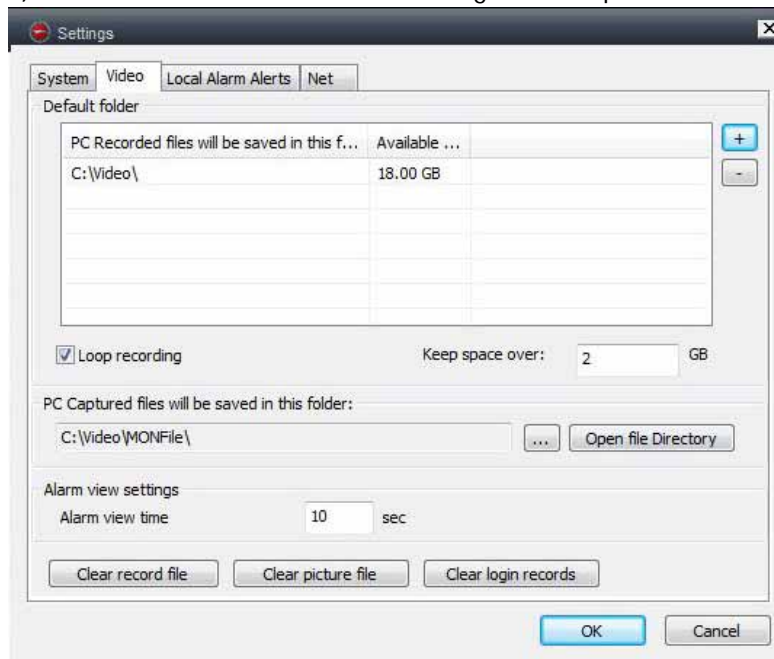 Settings
System Video Local Alarm Alerts Net
Default folder
PC Recorded files will be saved in this f... Available ...
+
C:\Video\ 18.00 GB
-
Loop recording Keep space over: 2 GB
PC Captured files will be saved in this folder:
C:\Video\MONFile\ ... Open file Directory
Alarm view settings
Alarm view time 10 sec
Clear record file Clear picture file Clear login records
OK Cancel